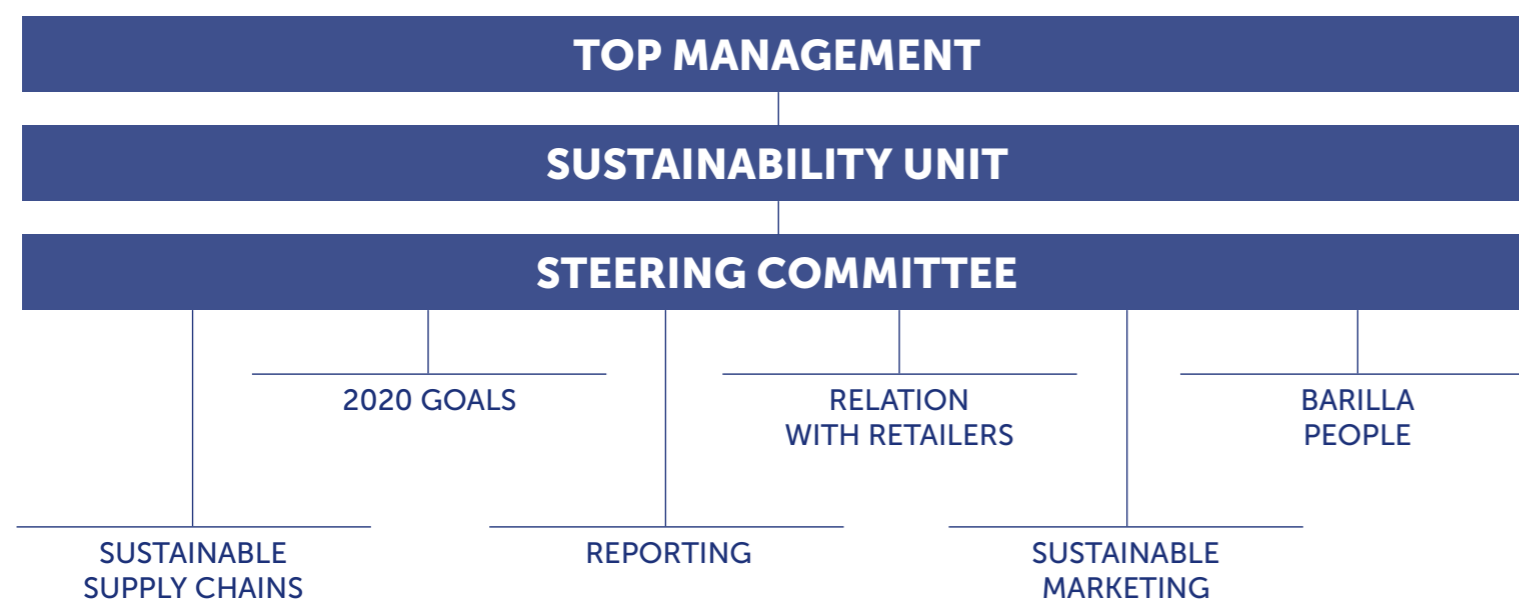 TOP MANAGEMENT
SUSTAINABILITY UNIT
STEERING COMMITTEE
2020 GOALS
RELATION
WITH RETAILERS
BARILLA
PEOPLE
SUSTAINABLE
SUPPLY CHAINS
REPORTING
SUSTAINABLE
MARKETING